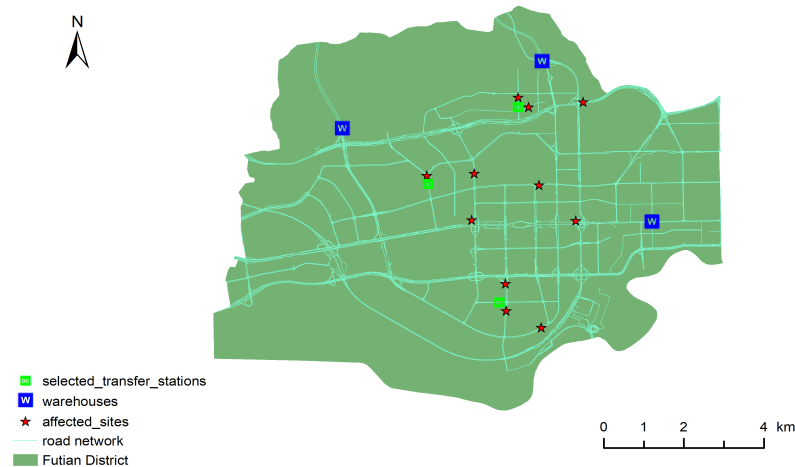 N
W
W
W
selected_transfer_stations
W warehouses
affected_sites
road network
Futian District
0 1 2 4 km